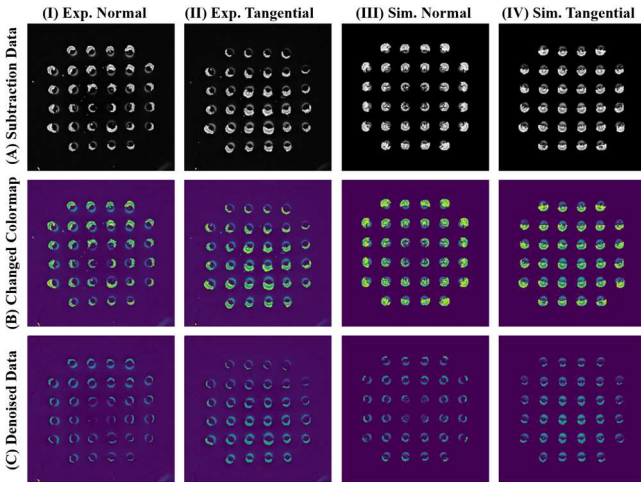 (I) Exp. Normal
(II) Exp. Tangential
(III) Sim. Normal
(IV) Sim. Tangential
(A) Subtraction Data
(B) Changed Colormap
(C) Denoised Data